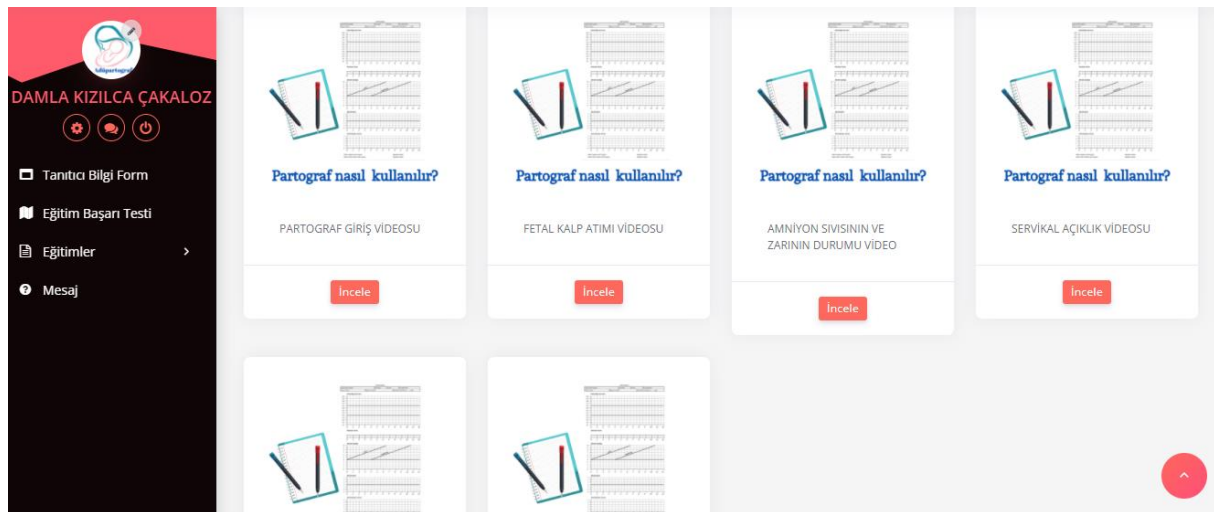 DAMLA KIZILCA ÇAKALOZ
Tanıtıcı Bilgi Form
Eğitim Başarı Testi
Eğitimler
Mesaj
Partograf nasıl kullanılır?
PARTOGRAF GİRİŞ VİDEOSU
İncele
Partograf nasıl kullanılır?
FETAL KALP ATIMI VİDEOSU
İncele
Partograf nasıl kullanılır?
AMNİYON SIVISININ VE
ZARININ DURUMU VİDEO
İncele
Partograf nasıl kullanılır?
SERVİKAL AÇIKLIK VİDEOSU
İncele